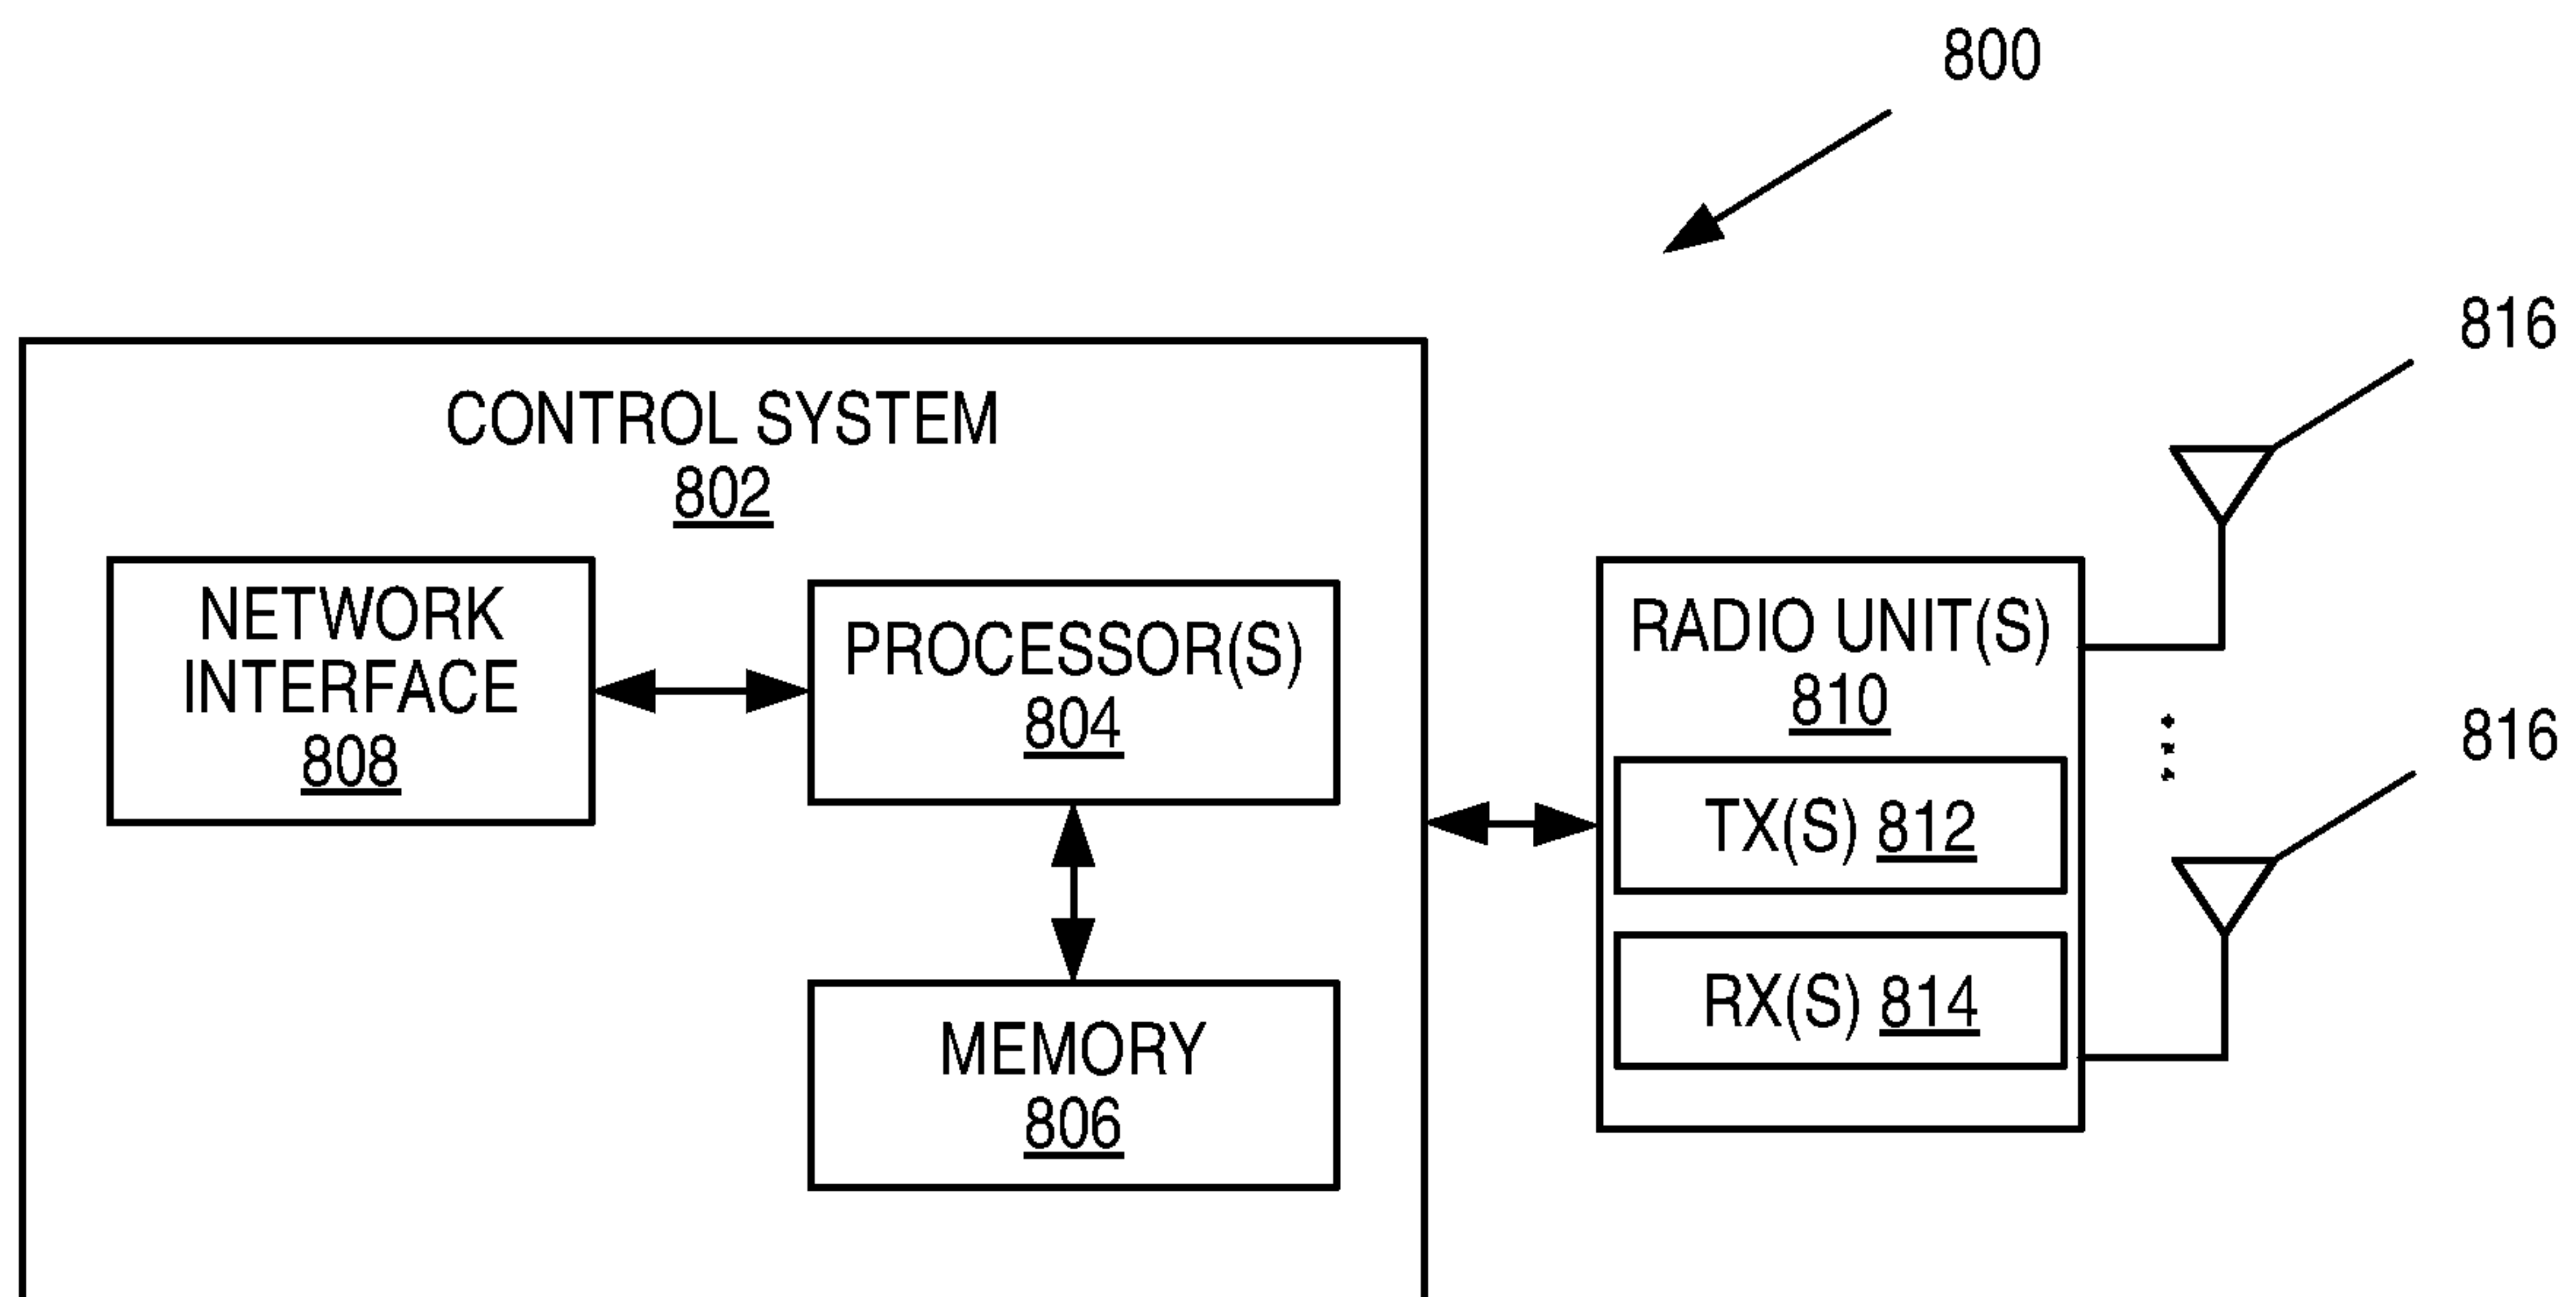 800
816
CONTROL SYSTEM
802
NETWORK
INTERFACE
808
PROCESSOR(S)
804
MEMORY
806
RADIO UNIT(S)
810
TX(S) 812
RX(S) 814
816